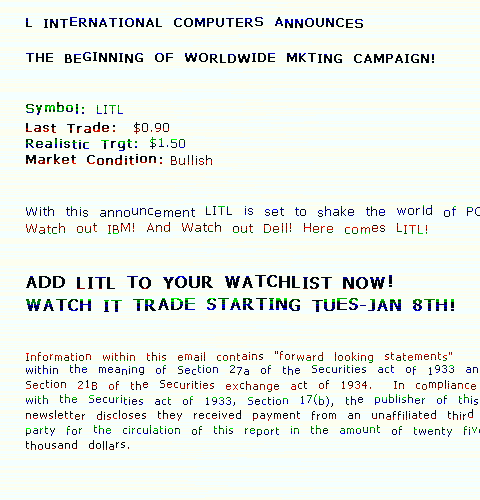 L INTERNATIONAL COMPUTERS ANNOUNCES
THE BEGINNING OF WORLDWIDE MKTING CAMPAIGN!
Symbol: LITL
Last Trade: $0.90
Realistic Trgt: $1.50
Market Condition: Bullish
With this announcement LITL is set to shake the world of PC
Watch out IBM! And Watch out Dell! Here comes LITL!
ADD LITL TO YOUR WATCHLIST NOW!
WATCH IT TRADE STARTING TUES-JAN 8TH!
Information within this email contains "forward looking statements"
within the meaning of Section 27a of the Securities act of 1933 an
Section 21B of the Securities exchange act of 1934. In compliance
with the Securities act of 1933, Section 17(b), the publisher of this
newsletter discloses they received payment from an unaffiliated third
party for the circulation of this report in the amount of twenty five
thousand dollars.